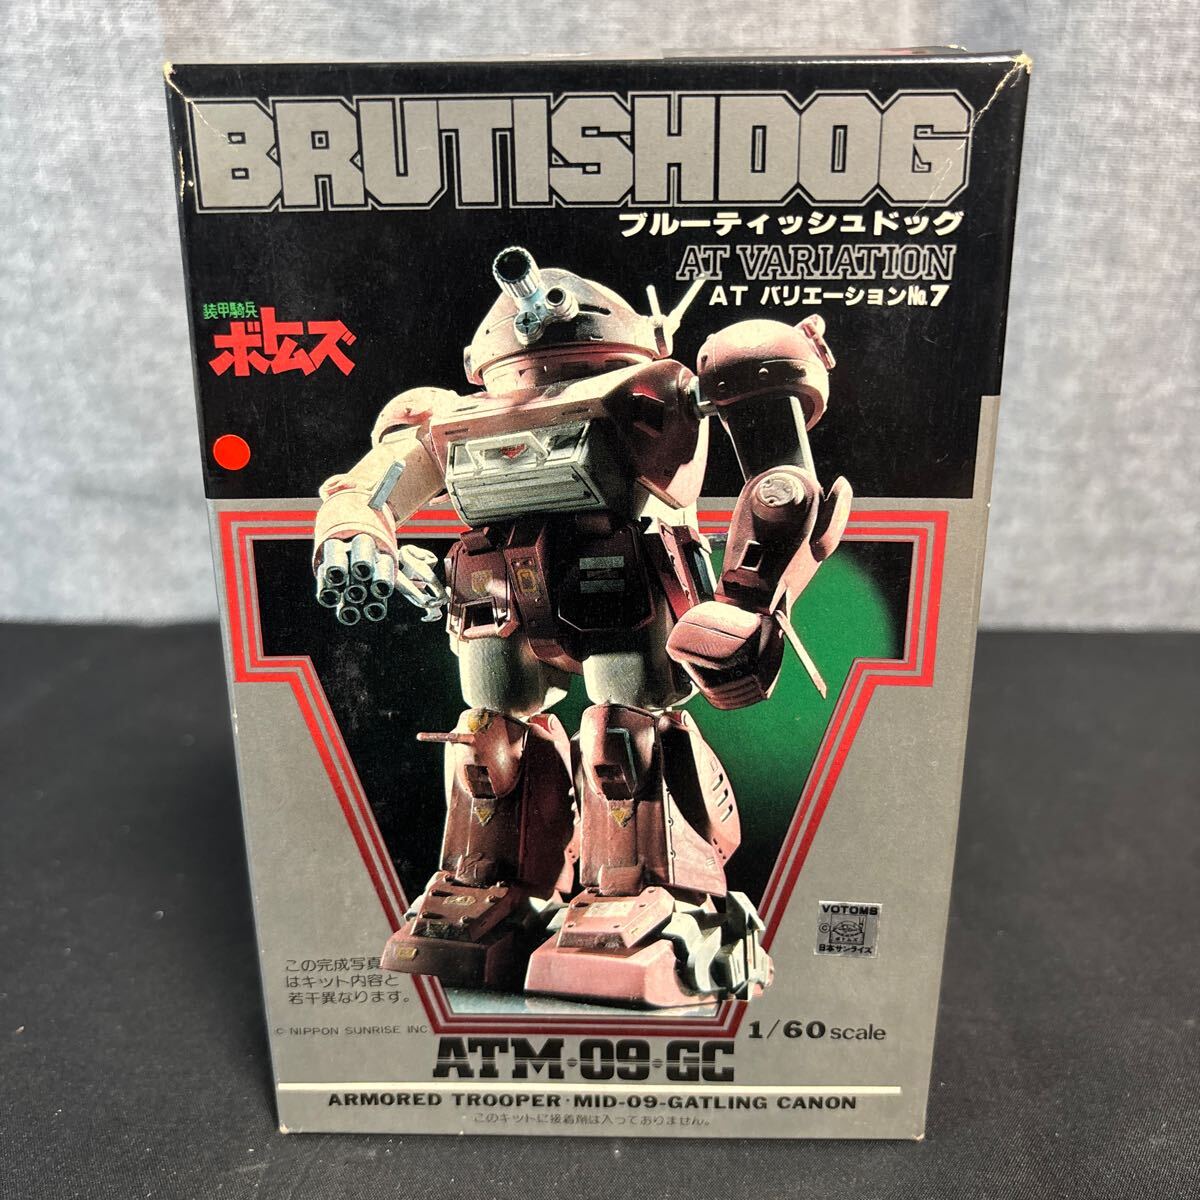 BRUTISHDOG
ブルーティッシュドッグ
AT VARIATION
AT バリエーションNo.7
装甲騎兵
ボトムズ
VOTOMS
©
ボトムズ
日本サンライズ
この完成写真
はキット内容と
若干異なります。
© NIPPON SUNRISE INC
1/60 scale
ATM-09-GC
ARMORED TROOPER・MID-09-GATLING CANON
このキットに接着剤は入っておりません。